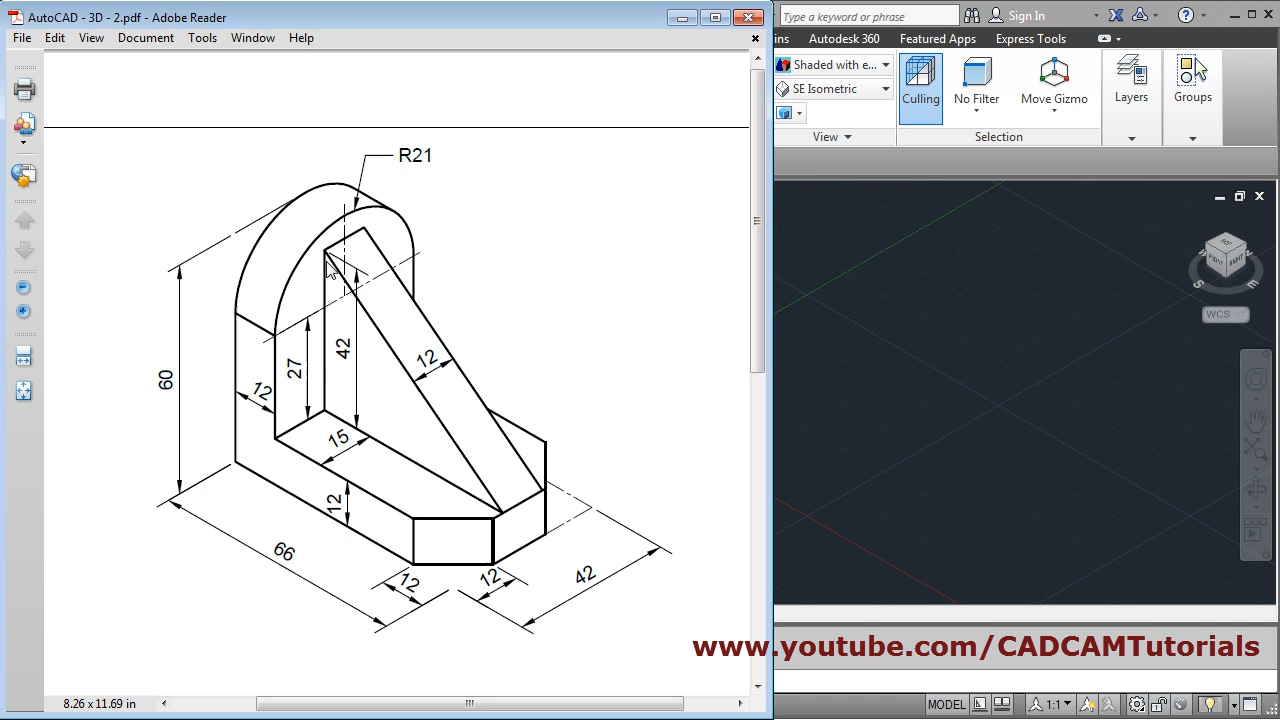 AutoCAD - 3D - 2.pdf - Adobe Reader
File Edit View Document Tools Window Help
R21
60
12
27
42
12
15
12
66
12
12
42
8.26 x 11.69 in
Type a keyword or phrase
Sign In
ins Autodesk 360 Featured Apps Express Tools
Shaded with e...
SE Isometric
View
Culling
No Filter
Move Gizmo
Selection
Layers
Groups
S
E
WCS
www.youtube.com/CADCAMTutorials
MODEL
1:1